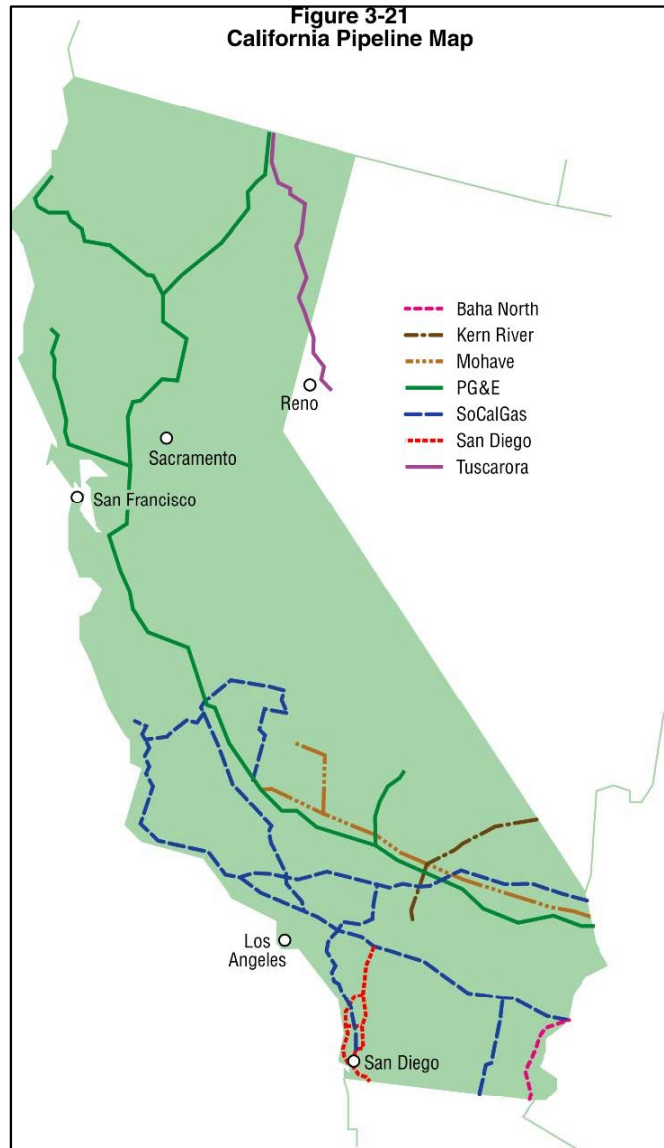 Figure 3-21
California Pipeline Map
Baha North
Kern River
Mohave
PG&E
SoCalGas
San Diego
Tuscarora
Reno
Sacramento
San Francisco
Los
Angeles
San Diego